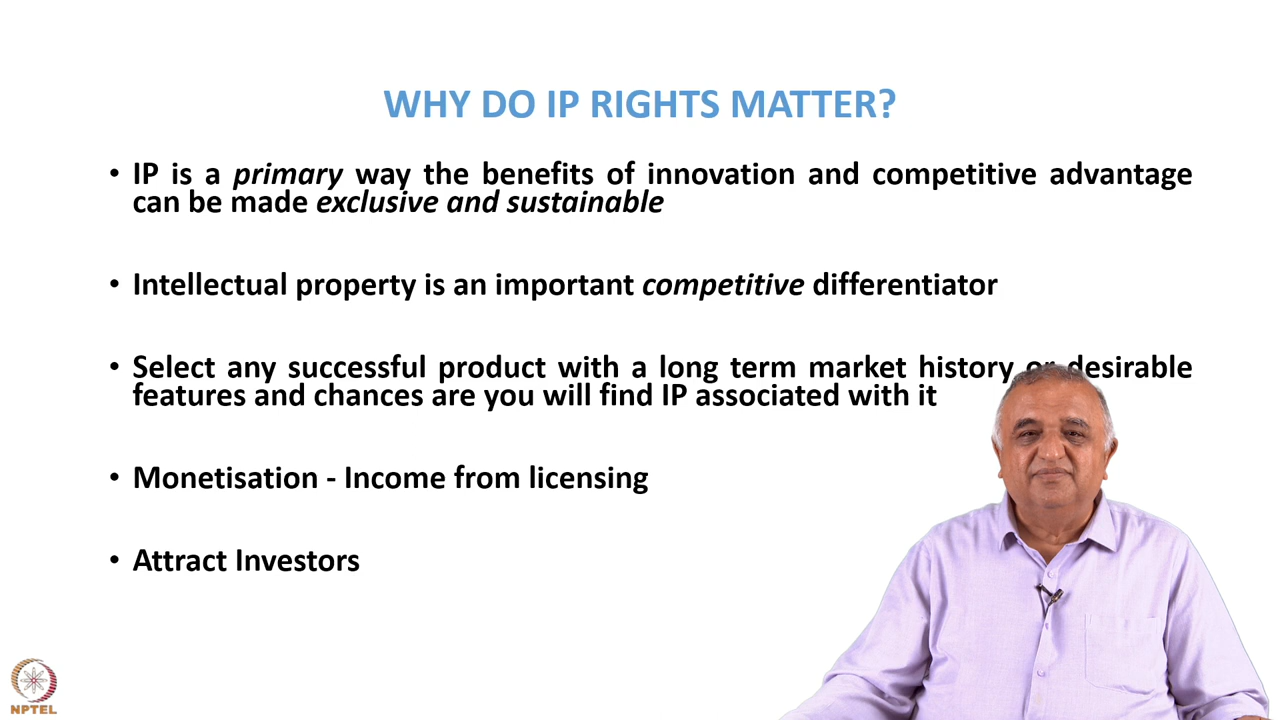 WHY DO IP RIGHTS MATTER?
• IP is a primary way the benefits of innovation and competitive advantage
can be made exclusive and sustainable
• Intellectual property is an important competitive differentiator
• Select any successful product with a long term market history or desirable
features and chances are you will find IP associated with it
• Monetisation - Income from licensing
• Attract Investors
NPTEL